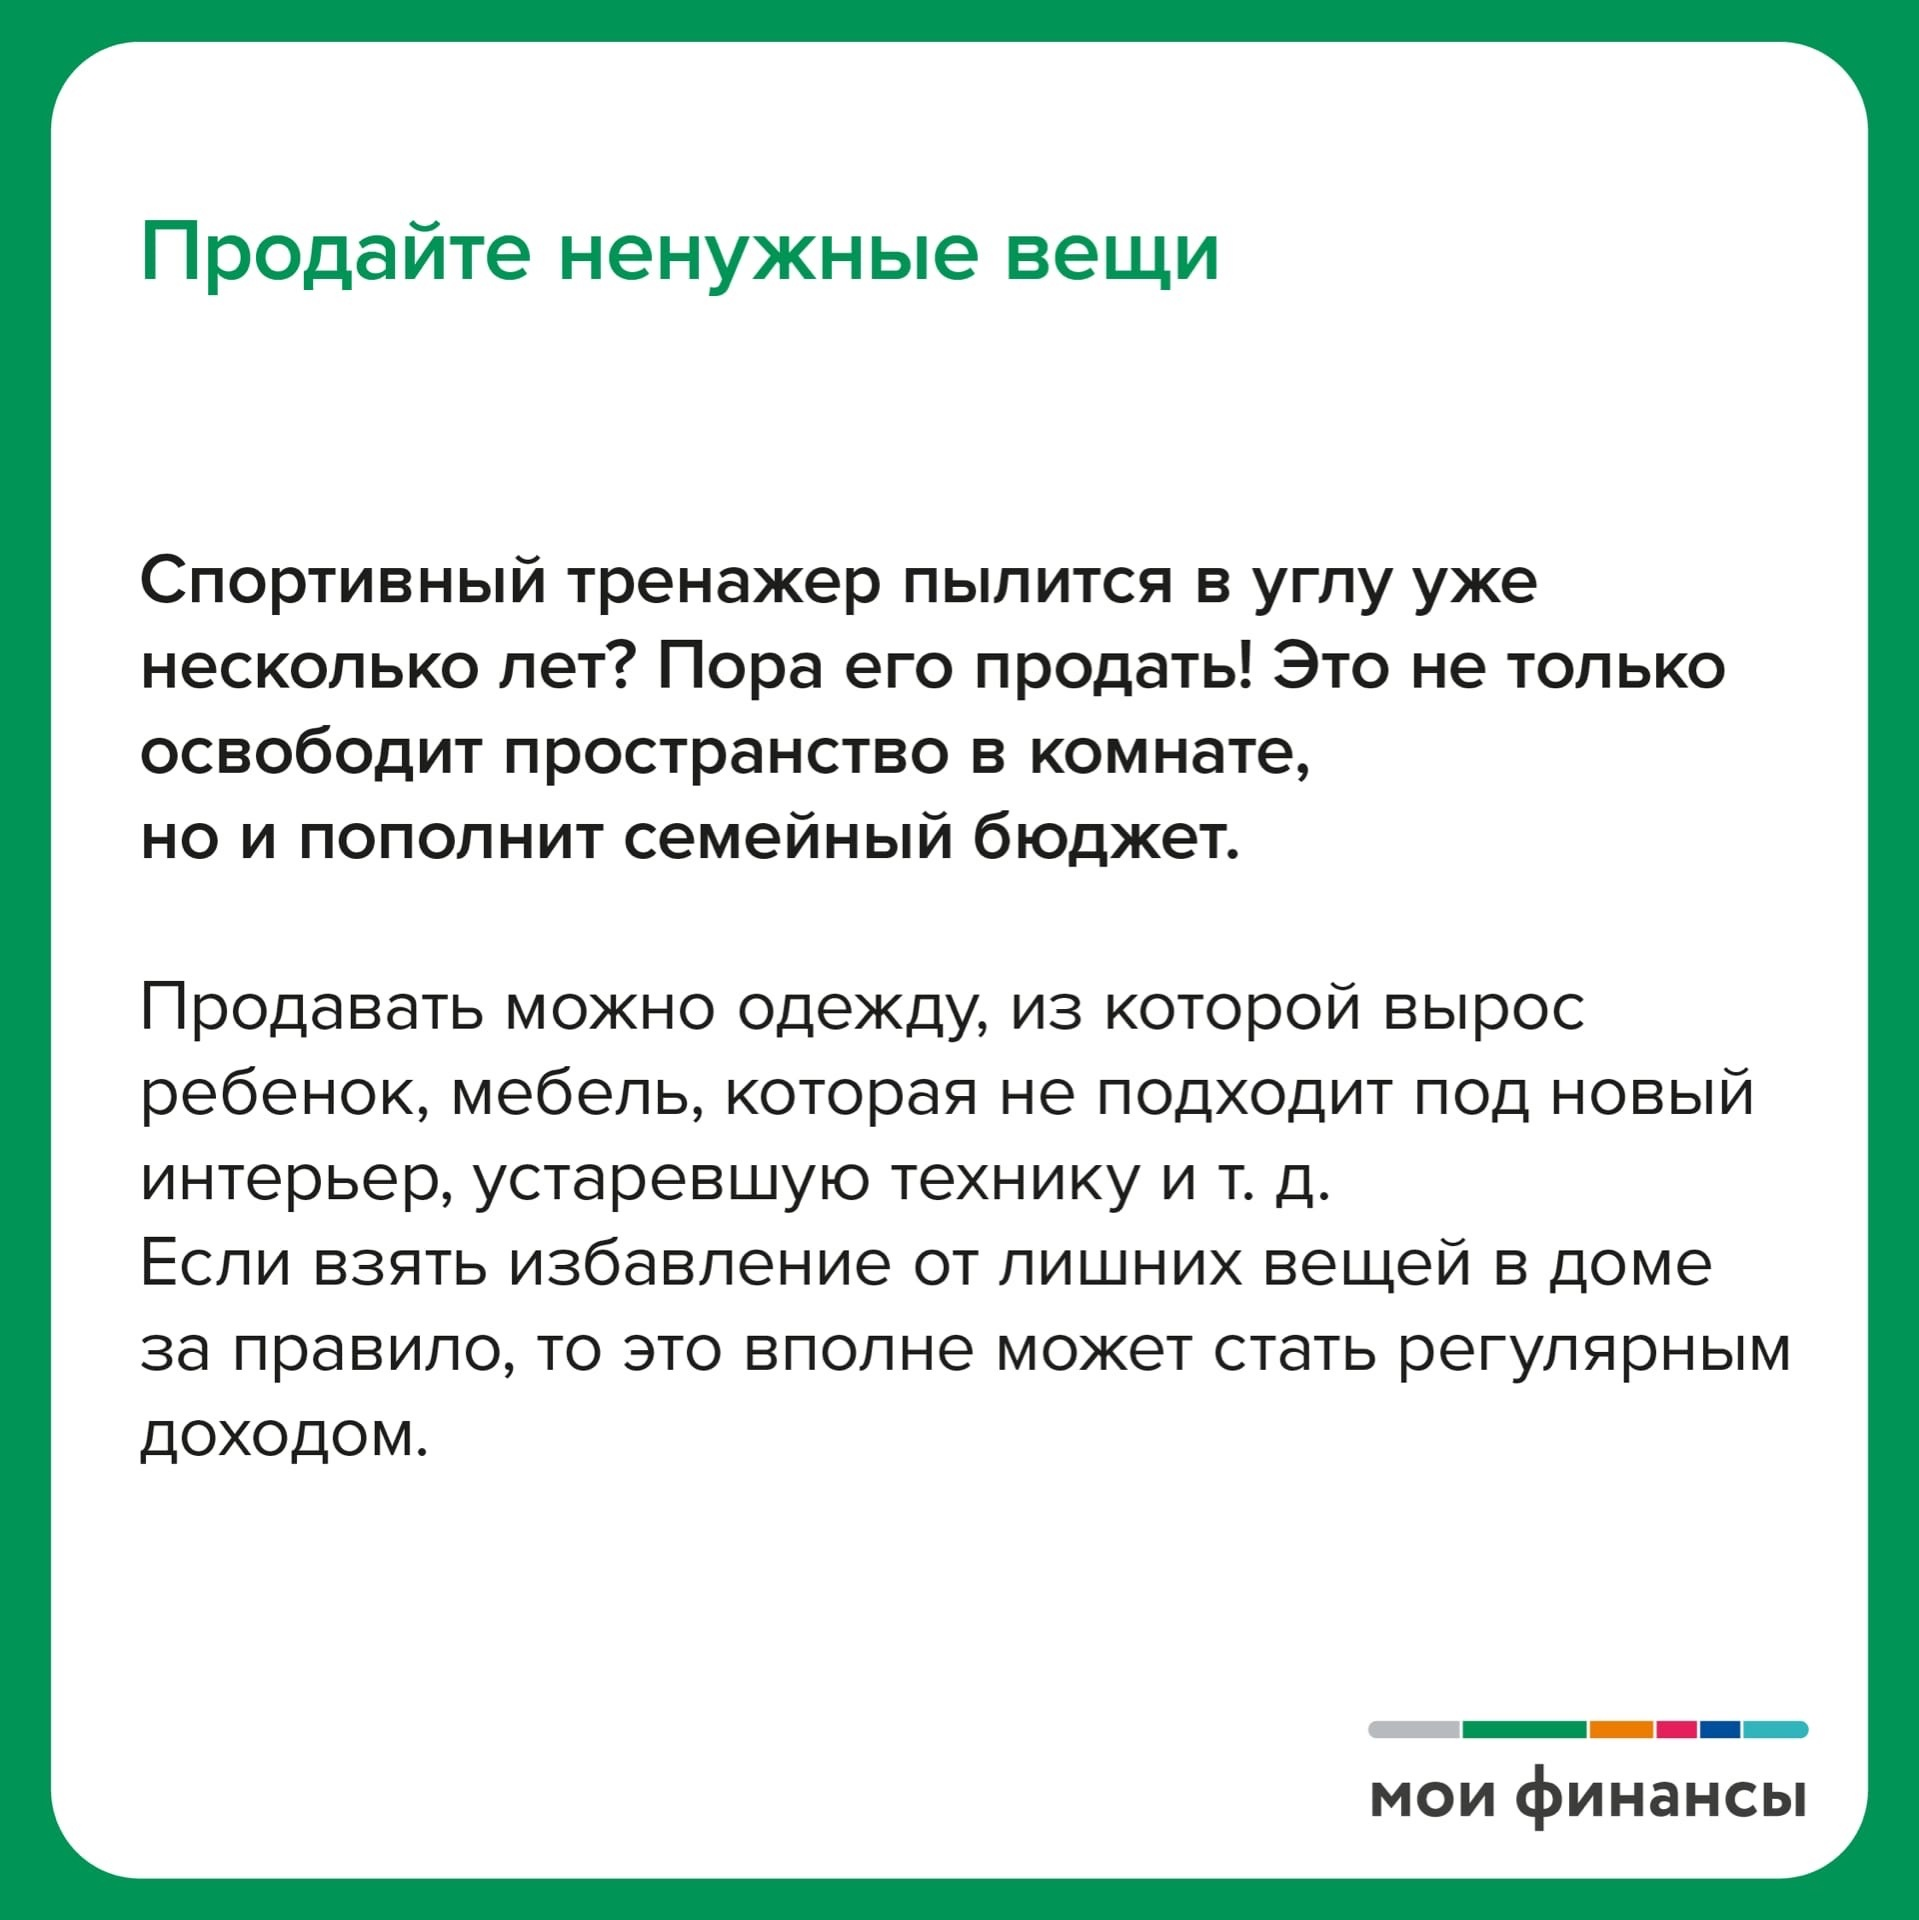 Продайте ненужные вещи
Спортивный тренажер пылится в углу уже
несколько лет? Пора его продать! Это не только
освободит пространство в комнате,
но и пополнит семейный бюджет.
Продавать можно одежду, из которой вырос
ребенок, мебель, которая не подходит под новый
интерьер, устаревшую технику и т. д.
Если взять избавление от лишних вещей в доме
за правило, то это вполне может стать регулярным
доходом.
мои финансы